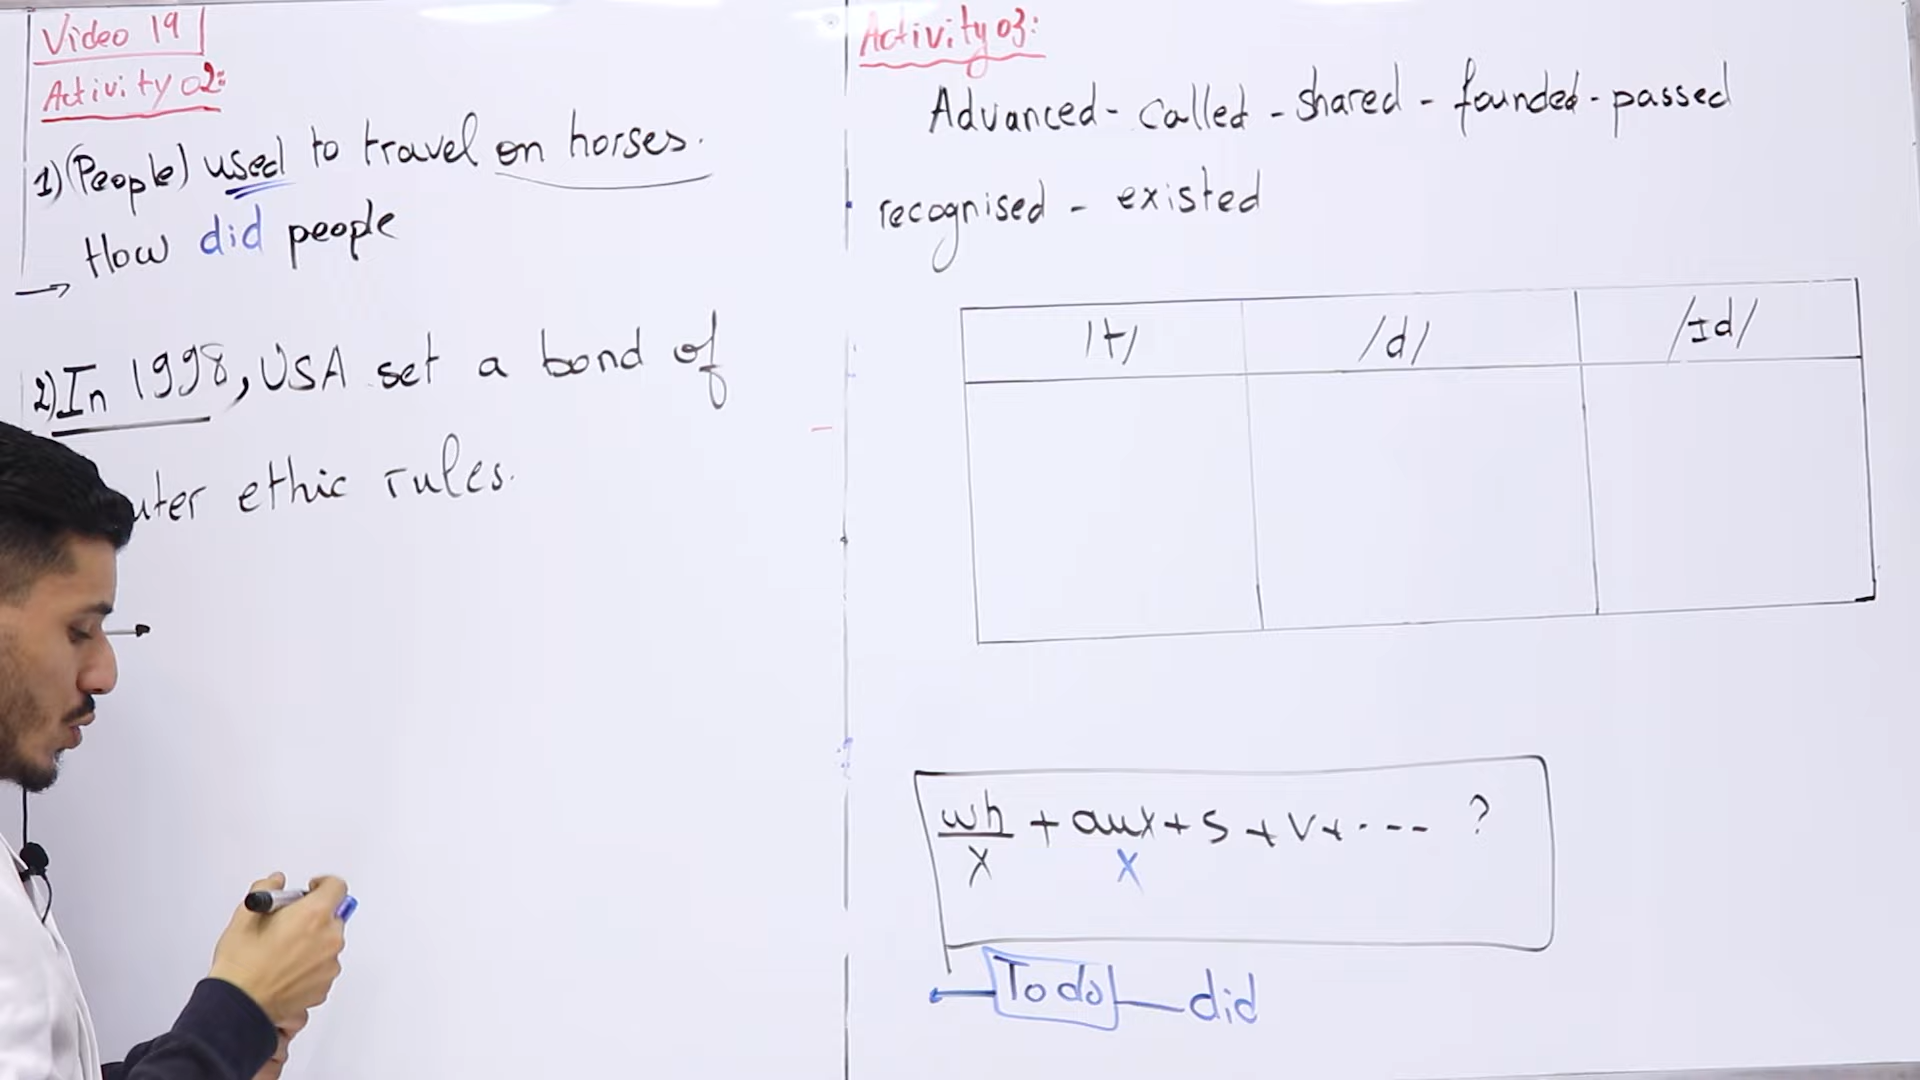 Video 19
Activity 02:
1) (People) used to travel on horses.
How did people
2) In 1998, USA set a bond of
uter ethic rules.
Activity 03:
Advanced - called - shared - founded - passed
recognised - existed
/t/ /d/ /Id/
wh + aux + S + V + ---- ?
X X
To do did